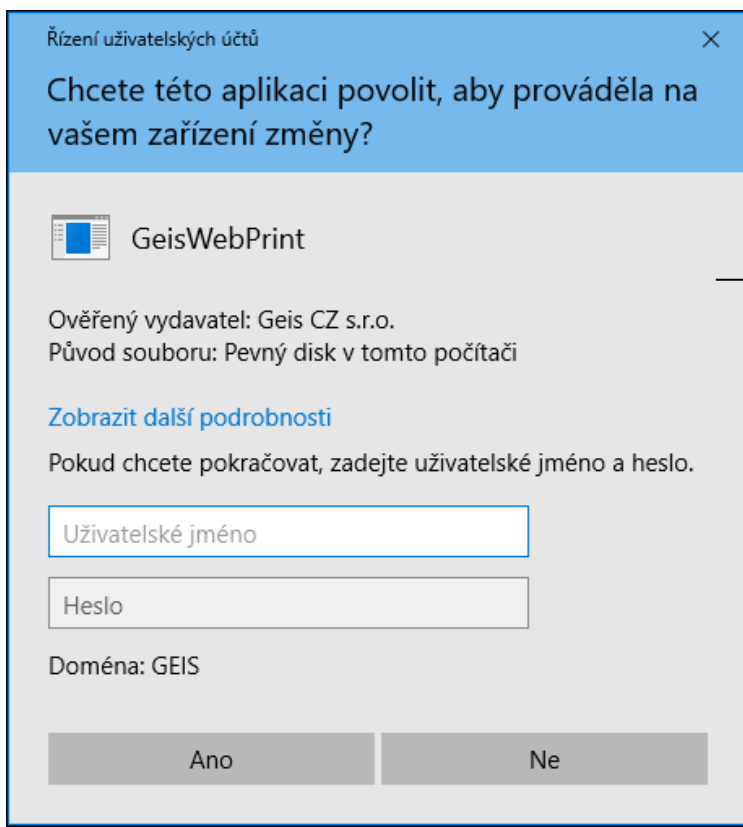 Řízení uživatelských účtů
Chcete této aplikaci povolit, aby prováděla na
vašem zařízení změny?
GeisWebPrint
Ověřený vydavatel: Geis CZ s.r.o.
Původ souboru: Pevný disk v tomto počítači
Zobrazit další podrobnosti
Pokud chcete pokračovat, zadejte uživatelské jméno a heslo.
Uživatelské jméno
Heslo
Doména: GEIS
Ano
Ne